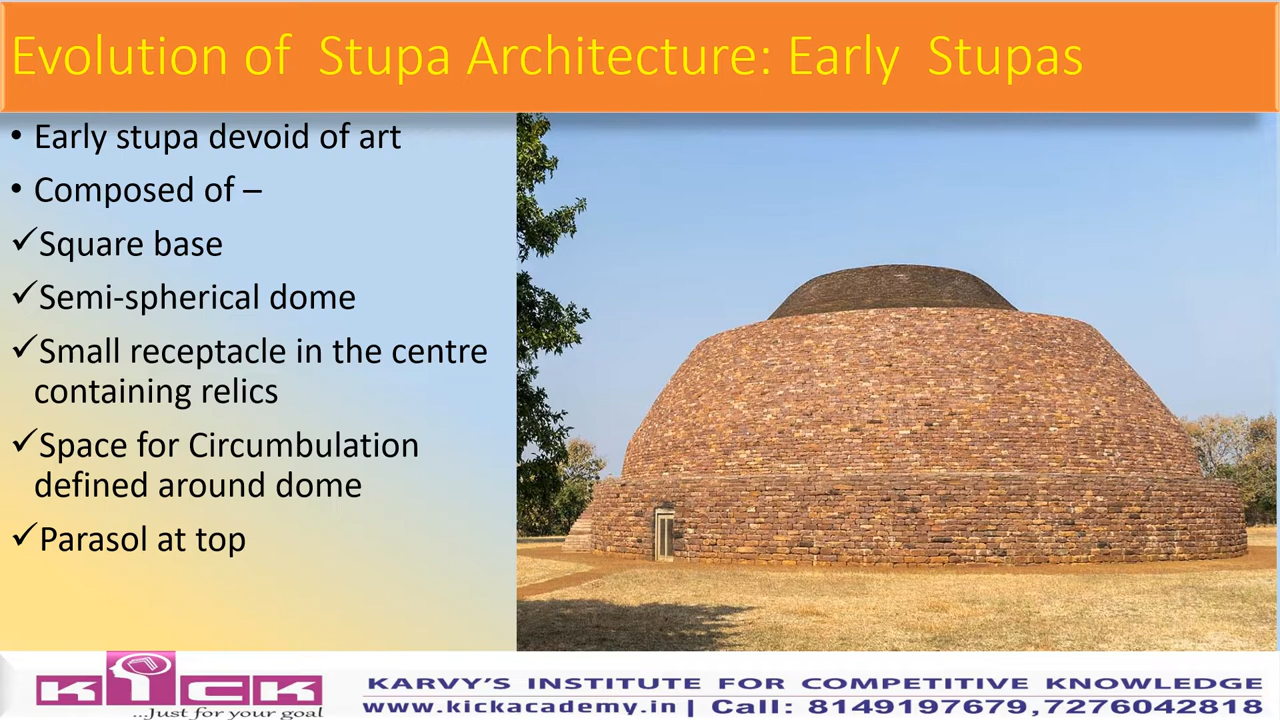 Evolution of Stupa Architecture: Early Stupas
• Early stupa devoid of art
• Composed of –
✓Square base
✓Semi-spherical dome
✓Small receptacle in the centre
containing relics
✓Space for Circumbulation
defined around dome
✓Parasol at top
KICK
...Just for your goal
KARVY'S INSTITUTE FOR COMPETITIVE KNOWLEDGE
www.kickacademy.in | Call: 8149197679,7276042818